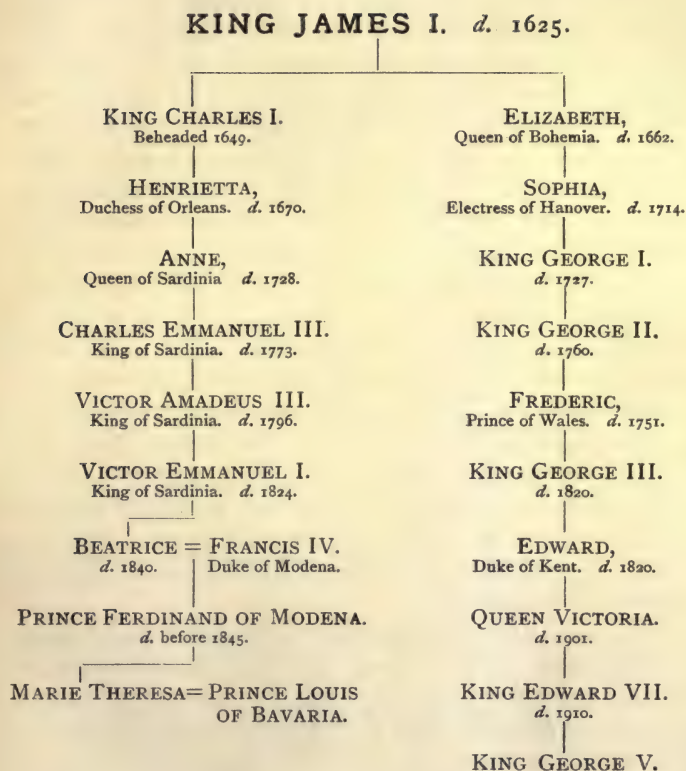 KING JAMES I. d. 1625.
KING CHARLES I.
Beheaded 1649.
HENRIETTA,
Duchess of Orleans. d. 1670.
ANNE,
Queen of Sardinia d. 1728.
CHARLES EMMANUEL III.
King of Sardinia. d. 1773.
VICTOR AMADEUS III.
King of Sardinia. d. 1796.
VICTOR EMMANUEL I.
King of Sardinia. d. 1824.
BEATRICE = FRANCIS IV.
d. 1840. Duke of Modena.
PRINCE FERDINAND OF MODENA.
d. before 1845.
MARIE THERESA = PRINCE LOUIS
OF BAVARIA.
ELIZABETH,
Queen of Bohemia. d. 1662.
SOPHIA,
Electress of Hanover. d. 1714.
KING GEORGE I.
d. 1727.
KING GEORGE II.
d. 1760.
FREDERIC,
Prince of Wales. d. 1751.
KING GEORGE III.
d. 1820.
EDWARD,
Duke of Kent. d. 1820.
QUEEN VICTORIA.
d. 1901.
KING EDWARD VII.
d. 1910.
KING GEORGE V.